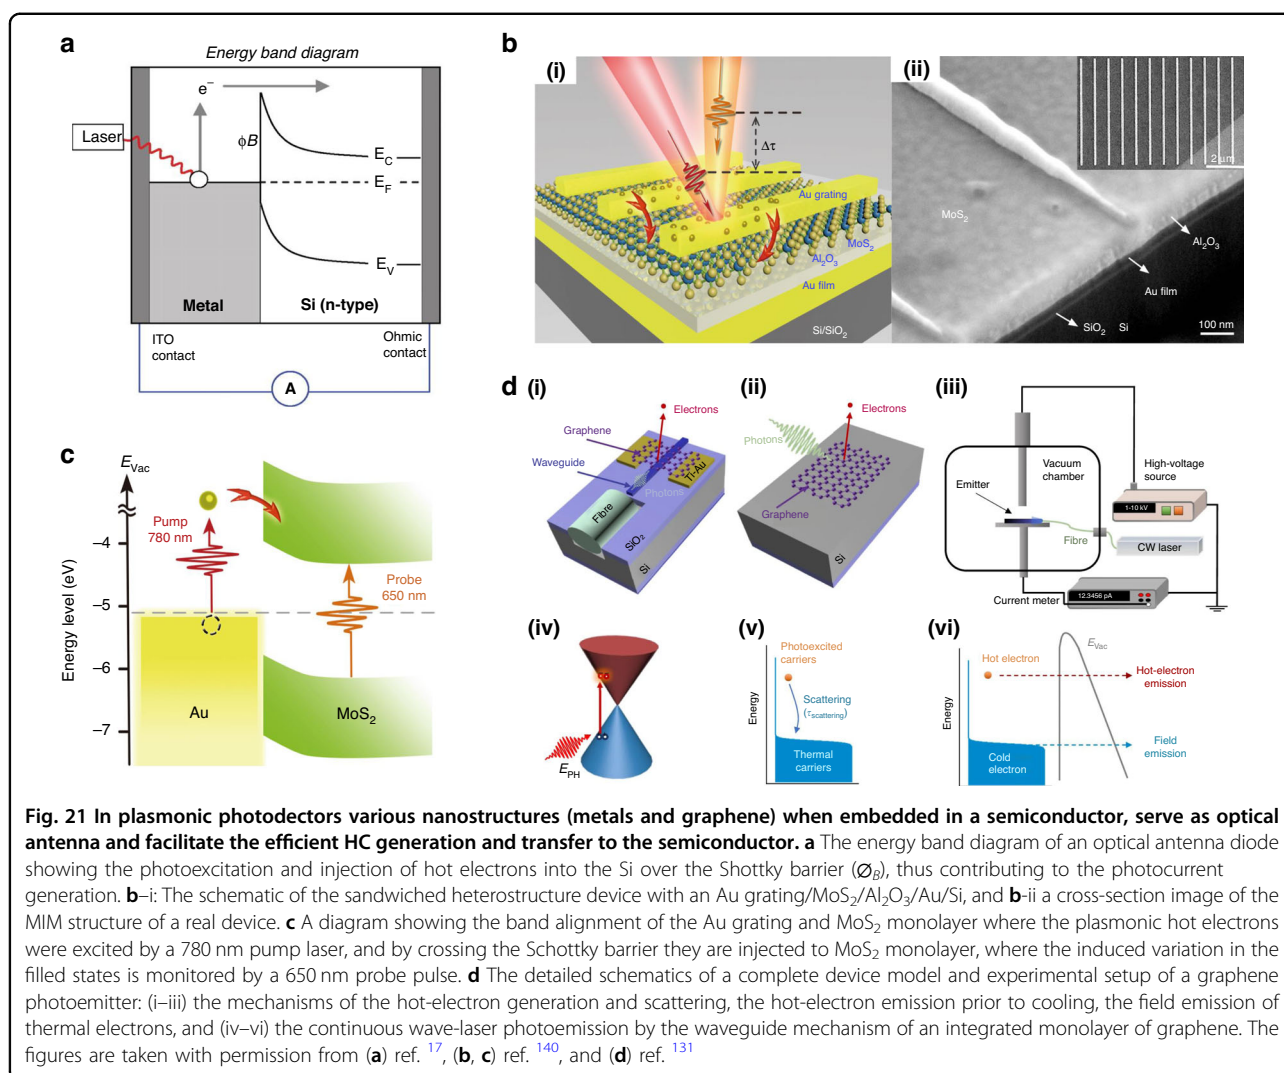 a
Energy band diagram
e⁻
Laser
ϕB
E_C
E_F
E_V
Metal
Si (n-type)
ITO
contact
Ohmic
contact
A
b
(i)
Δτ
Au grating
MoS₂
Al₂O₃
Au film
Si/SiO₂
(ii)
2 μm
MoS₂
Al₂O₃
Au film
SiO₂ Si
100 nm
c
E_Vac
Pump
780 nm
–4
–5
–6
–7
Energy level (eV)
Probe
650 nm
Au
MoS₂
d
(i)
Electrons
Graphene
Waveguide
Ti-Au
Photons
Fibre
SiO₂
Si
(ii)
Electrons
Photons
Graphene
Si
(iii)
Vacuum
chamber
High-voltage
source
Emitter
1-10 kV
Fibre
CW laser
Current meter
12.3456 pA
(iv)
E_PH
(v)
Photoexcited
carriers
Energy
Scattering
(τ_scattering)
Thermal
carriers
(vi)
E_Vac
Hot electron
Hot-electron
emission
Energy
Field
emission
Cold
electron
Fig. 21 In plasmonic photodectors various nanostructures (metals and graphene) when embedded in a semiconductor, serve as optical
antenna and facilitate the efficient HC generation and transfer to the semiconductor. a The energy band diagram of an optical antenna diode
showing the photoexcitation and injection of hot electrons into the Si over the Shottky barrier (Ø_B), thus contributing to the photocurrent
generation. b–i: The schematic of the sandwiched heterostructure device with an Au grating/MoS₂/Al₂O₃/Au/Si, and b-ii a cross-section image of the
MIM structure of a real device. c A diagram showing the band alignment of the Au grating and MoS₂ monolayer where the plasmonic hot electrons
were excited by a 780 nm pump laser, and by crossing the Schottky barrier they are injected to MoS₂ monolayer, where the induced variation in the
filled states is monitored by a 650 nm probe pulse. d The detailed schematics of a complete device model and experimental setup of a graphene
photoemitter: (i–iii) the mechanisms of the hot-electron generation and scattering, the hot-electron emission prior to cooling, the field emission of
thermal electrons, and (iv–vi) the continuous wave-laser photoemission by the waveguide mechanism of an integrated monolayer of graphene. The
figures are taken with permission from (a) ref. 17, (b, c) ref. 140, and (d) ref. 131